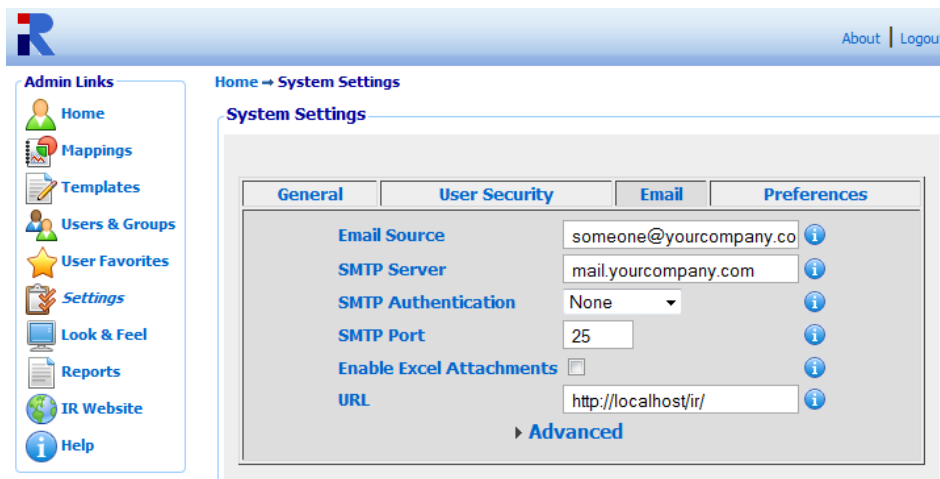 iR
About | Logou
Admin Links
Home
Mappings
Templates
Users & Groups
User Favorites
Settings
Look & Feel
Reports
IR Website
Help
Home → System Settings
System Settings
General User Security Email Preferences
Email Source someone@yourcompany.co
SMTP Server mail.yourcompany.com
SMTP Authentication None
SMTP Port 25
Enable Excel Attachments
URL http://localhost/ir/
Advanced